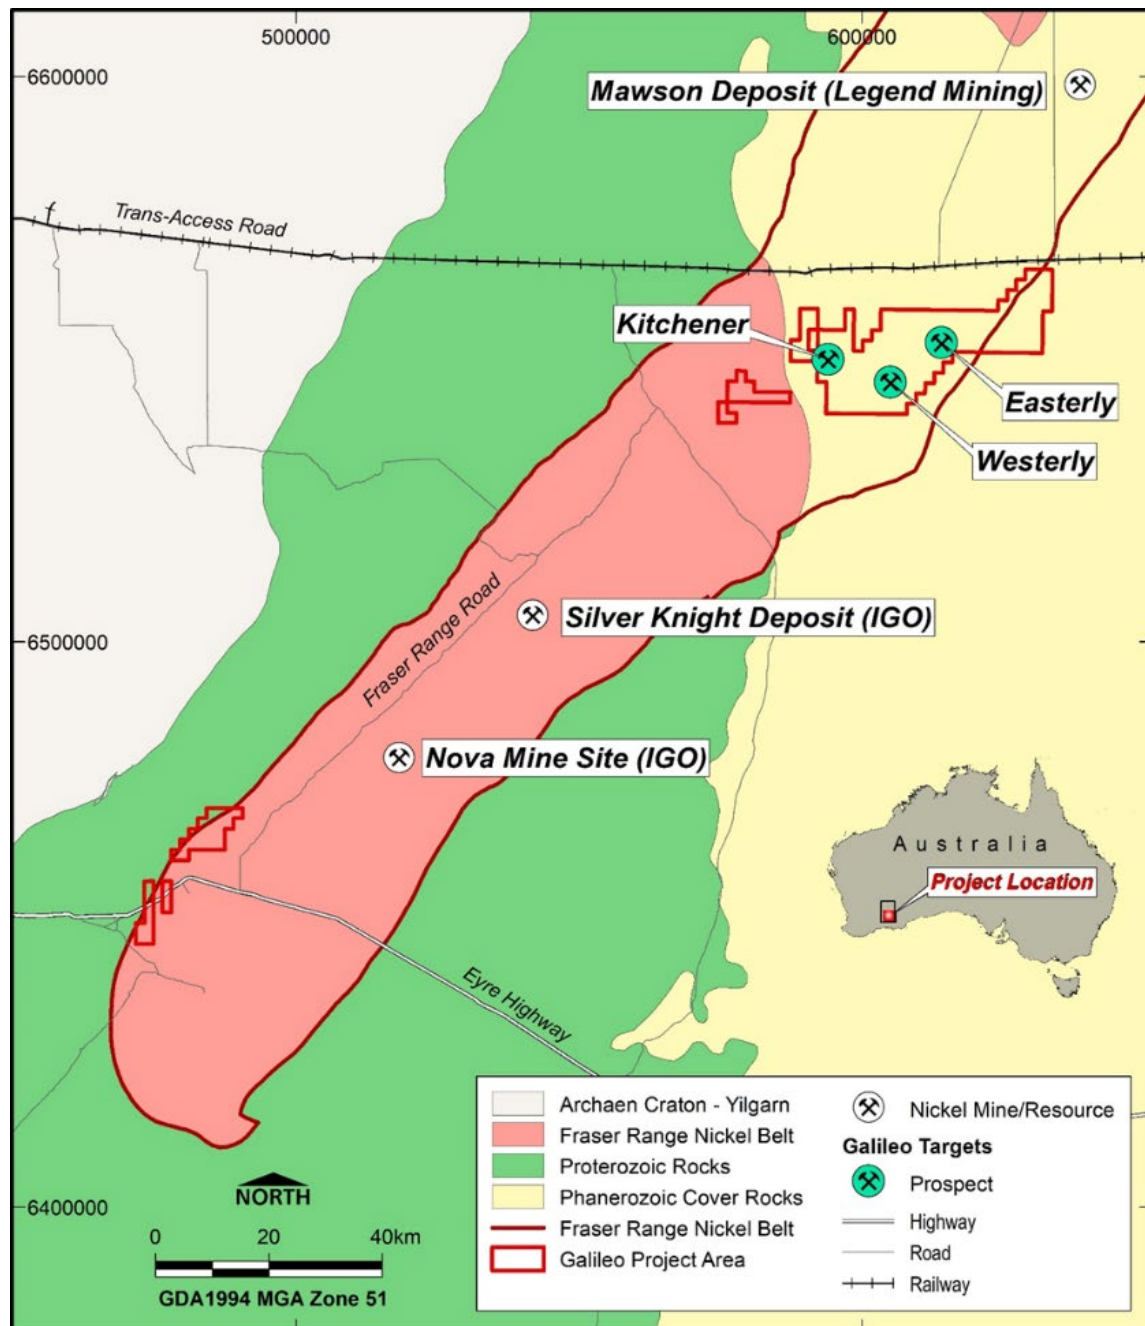 500000
600000
6600000
Mawson Deposit (Legend Mining)
Trans-Access Road
Kitchener
Easterly
Westerly
Silver Knight Deposit (IGO)
Fraser Range Road
6500000
Nova Mine Site (IGO)
Australia
Project Location
Eyre Highway
6400000
NORTH
0 20 40km
GDA1994 MGA Zone 51
Archaen Craton - Yilgarn
Fraser Range Nickel Belt
Proterozoic Rocks
Phanerozoic Cover Rocks
Fraser Range Nickel Belt
Galileo Project Area
Nickel Mine/Resource
Galileo Targets
Prospect
Highway
Road
Railway